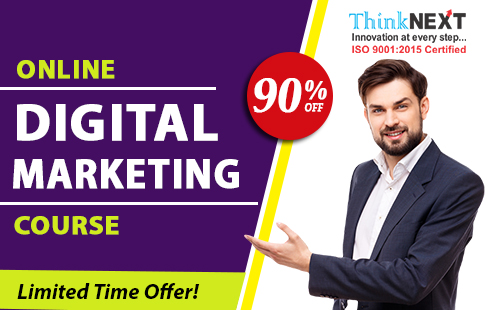 ThinkNEXT
Innovation at every step...
ISO 9001:2015 Certified
ONLINE
90% OFF
DIGITAL
MARKETING
COURSE
Limited Time Offer!